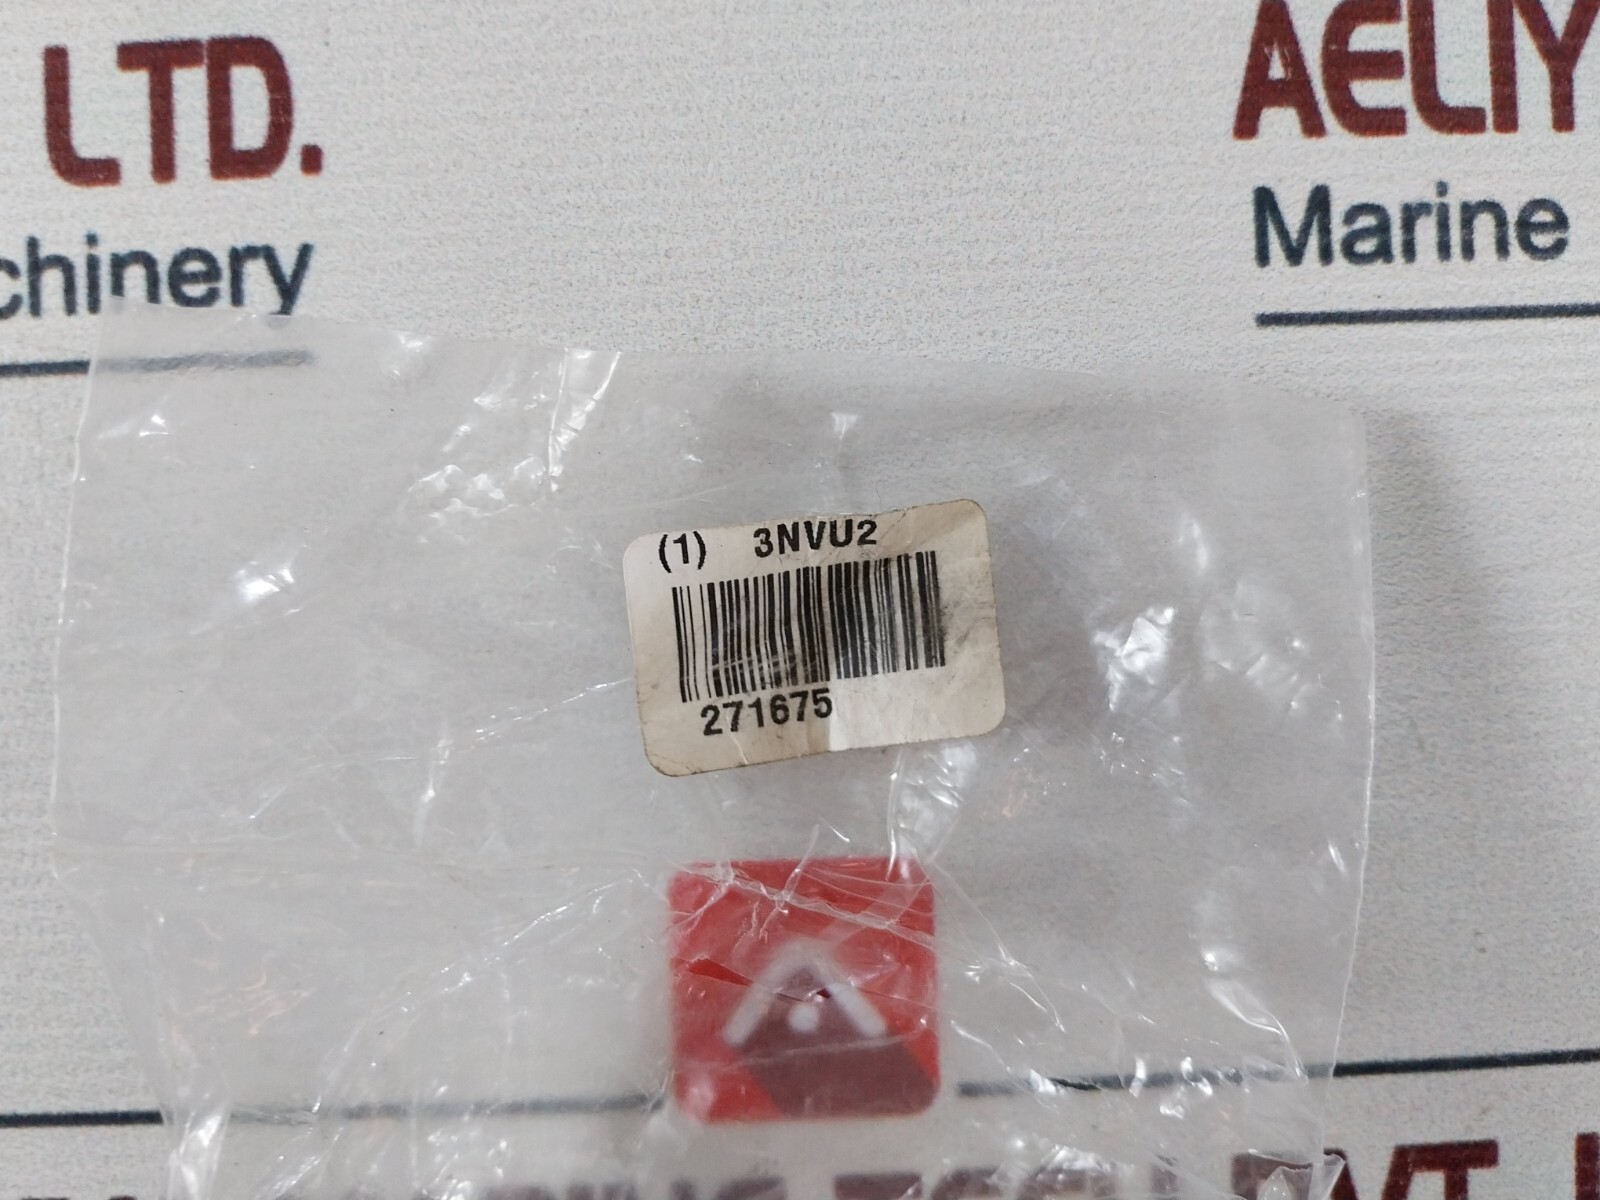 LTD.
chinery
AELIY
Marine
(1) 3NVU2
271675